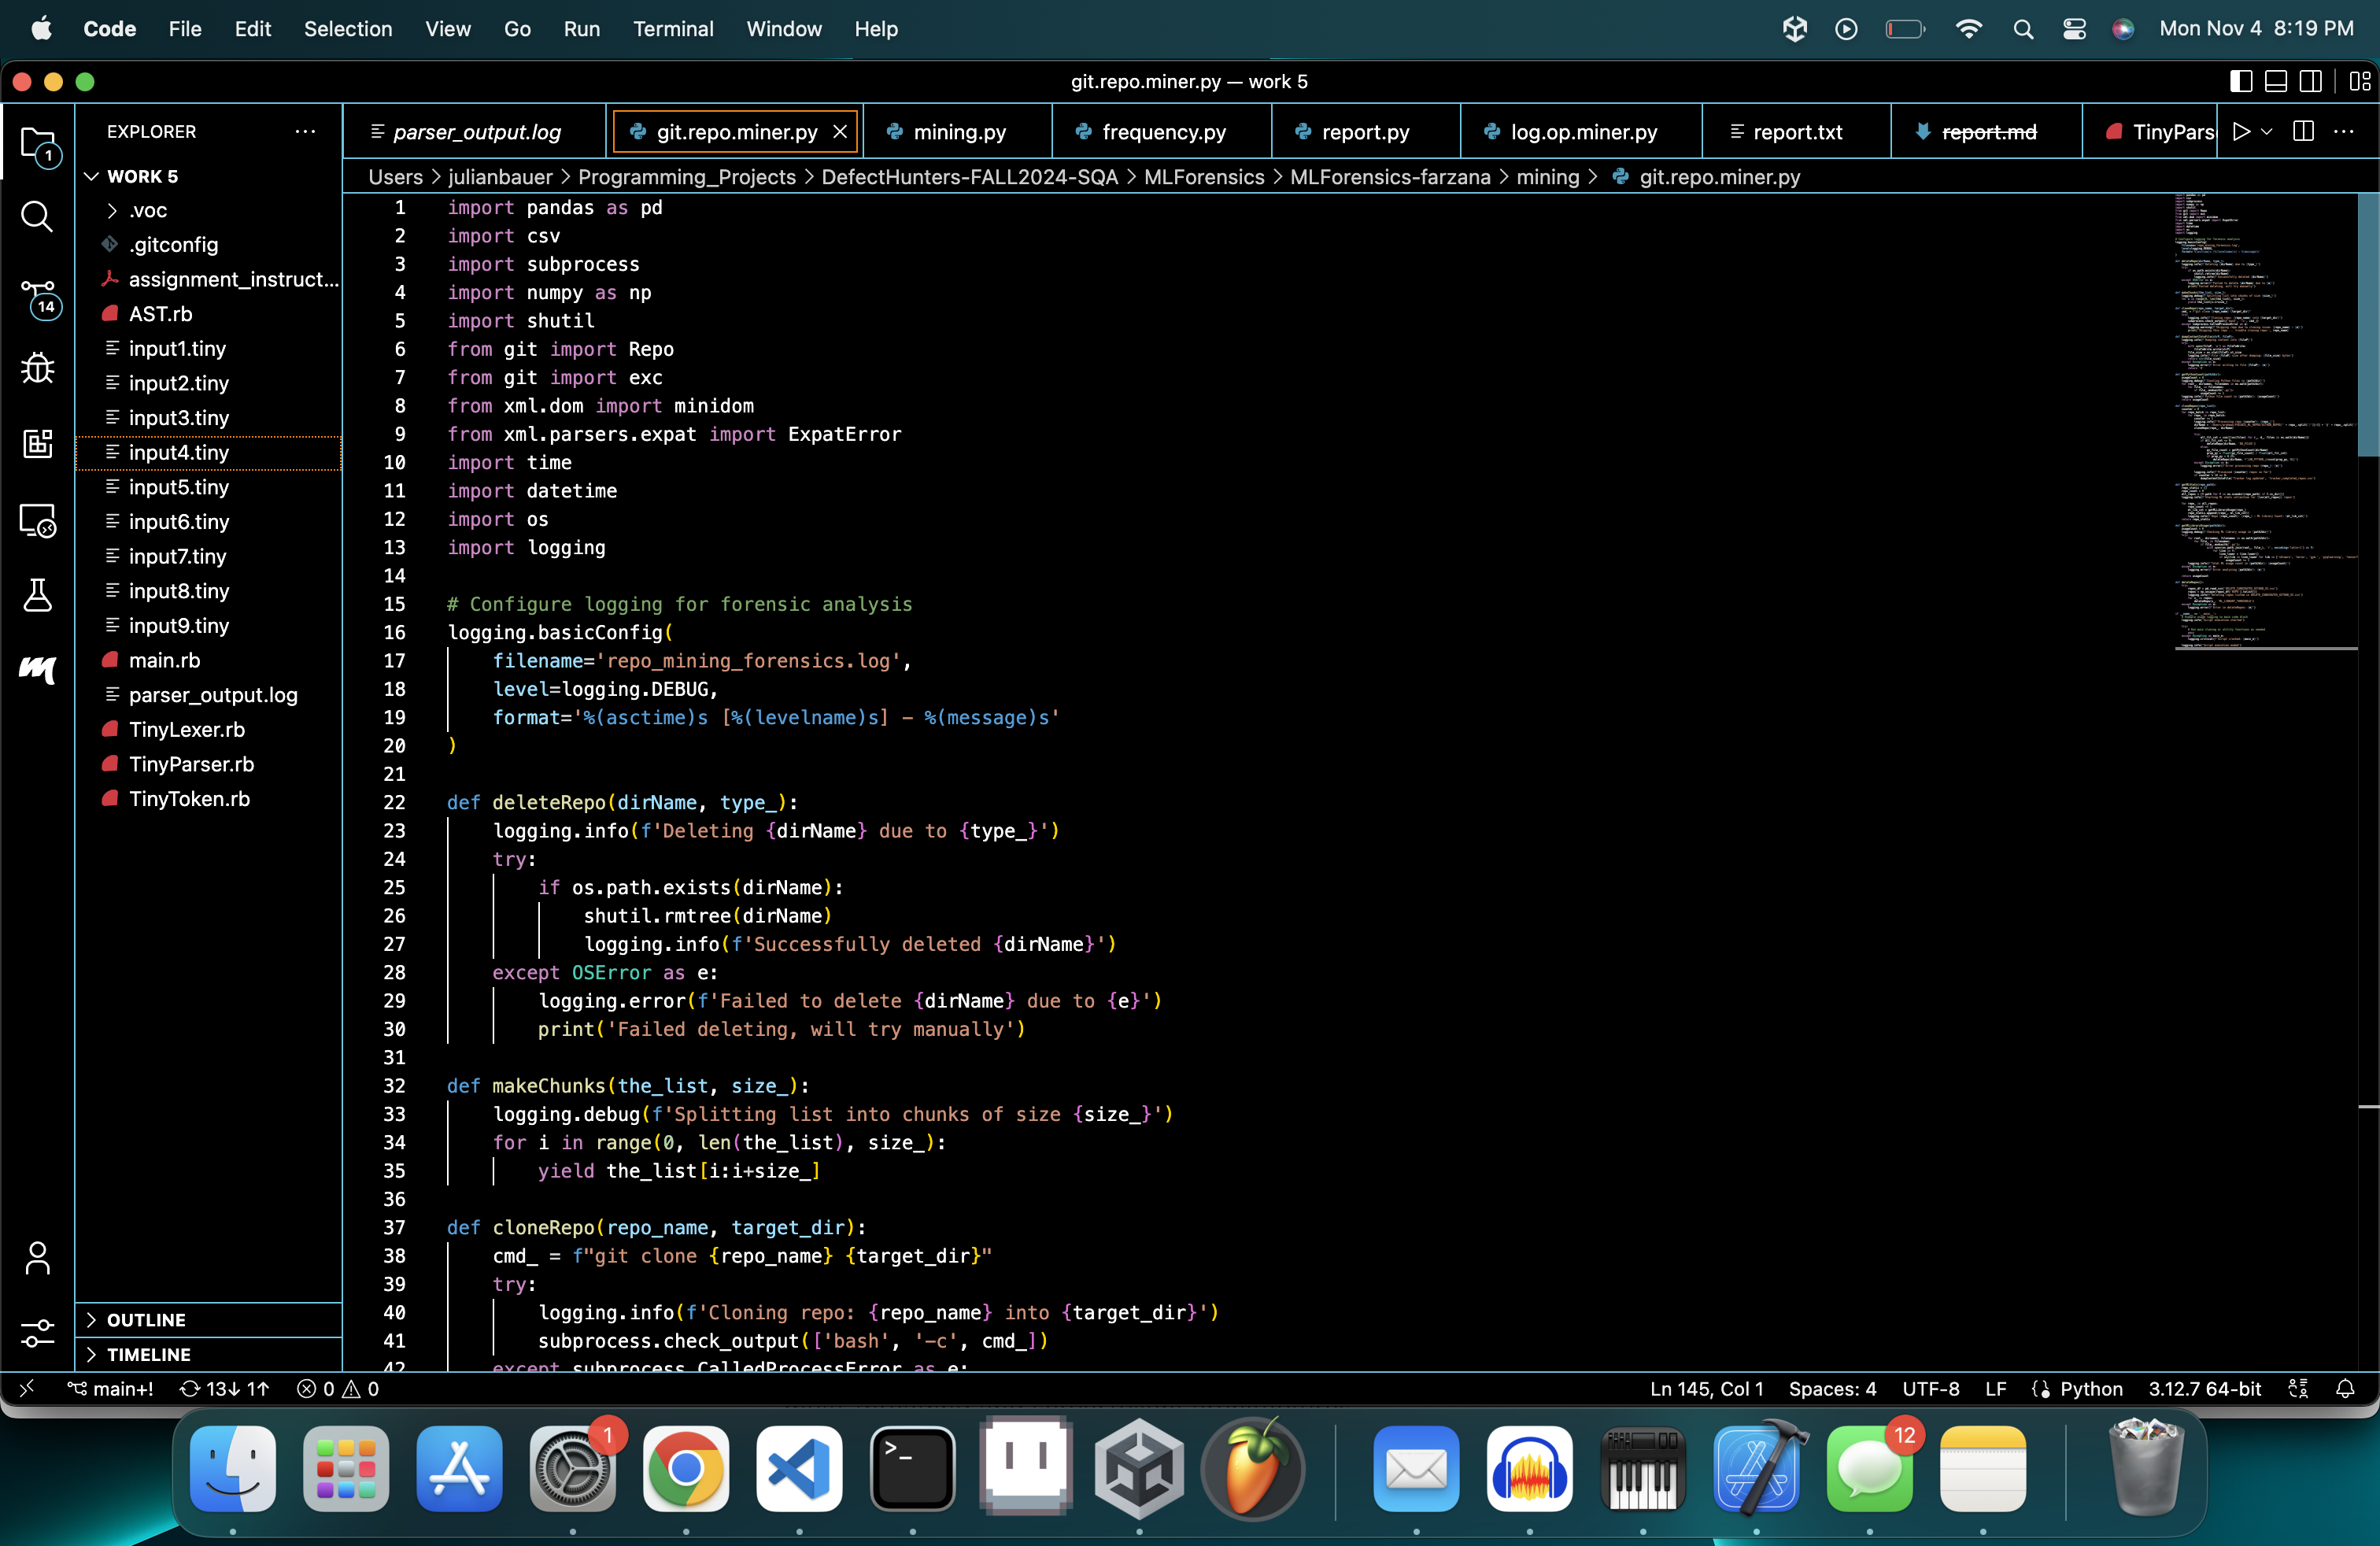 Code File Edit Selection View Go Run Terminal Window Help Mon Nov 4 8:19 PM
git.repo.miner.py — work 5
EXPLORER
parser_output.log git.repo.miner.py mining.py frequency.py report.py log.op.miner.py report.txt report.md TinyPars
Users > julianbauer > Programming_Projects > DefectHunters-FALL2024-SQA > MLForensics > MLForensics-farzana > mining > git.repo.miner.py
1
14
WORK 5
.voc
.gitconfig
assignment_instruct...
AST.rb
input1.tiny
input2.tiny
input3.tiny
input4.tiny
input5.tiny
input6.tiny
input7.tiny
input8.tiny
input9.tiny
main.rb
parser_output.log
TinyLexer.rb
TinyParser.rb
TinyToken.rb
OUTLINE
TIMELINE
1 import pandas as pd
2 import csv
3 import subprocess
4 import numpy as np
5 import shutil
6 from git import Repo
7 from git import exc
8 from xml.dom import minidom
9 from xml.parsers.expat import ExpatError
10 import time
11 import datetime
12 import os
13 import logging
14
15 # Configure logging for forensic analysis
16 logging.basicConfig(
17 filename='repo_mining_forensics.log',
18 level=logging.DEBUG,
19 format='%(asctime)s [%(levelname)s] - %(message)s'
20 )
21
22 def deleteRepo(dirName, type_):
23 logging.info(f'Deleting {dirName} due to {type_}')
24 try:
25 if os.path.exists(dirName):
26 shutil.rmtree(dirName)
27 logging.info(f'Successfully deleted {dirName}')
28 except OSError as e:
29 logging.error(f'Failed to delete {dirName} due to {e}')
30 print('Failed deleting, will try manually')
31
32 def makeChunks(the_list, size_):
33 logging.debug(f'Splitting list into chunks of size {size_}')
34 for i in range(0, len(the_list), size_):
35 yield the_list[i:i+size_]
36
37 def cloneRepo(repo_name, target_dir):
38 cmd_ = f"git clone {repo_name} {target_dir}"
39 try:
40 logging.info(f'Cloning repo: {repo_name} into {target_dir}')
41 subprocess.check_output(['bash', '-c', cmd_])
42 except subprocess.CalledProcessError as e:
main+! 13↓ 1↑ 0 0 Ln 145, Col 1 Spaces: 4 UTF-8 LF Python 3.12.7 64-bit
1
12